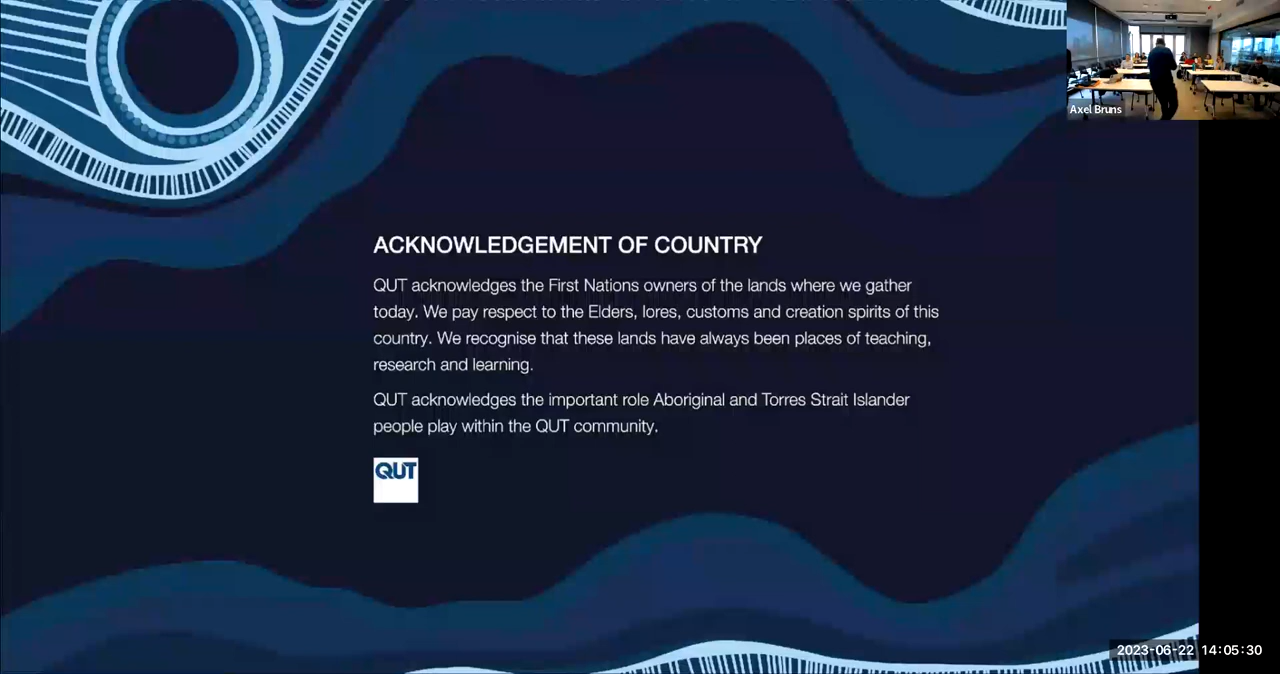 Axel Bruns
ACKNOWLEDGEMENT OF COUNTRY
QUT acknowledges the First Nations owners of the lands where we gather
today. We pay respect to the Elders, lores, customs and creation spirits of this
country. We recognise that these lands have always been places of teaching,
research and learning.
QUT acknowledges the important role Aboriginal and Torres Strait Islander
people play within the QUT community.
QUT
2023-06-22 14:05:30